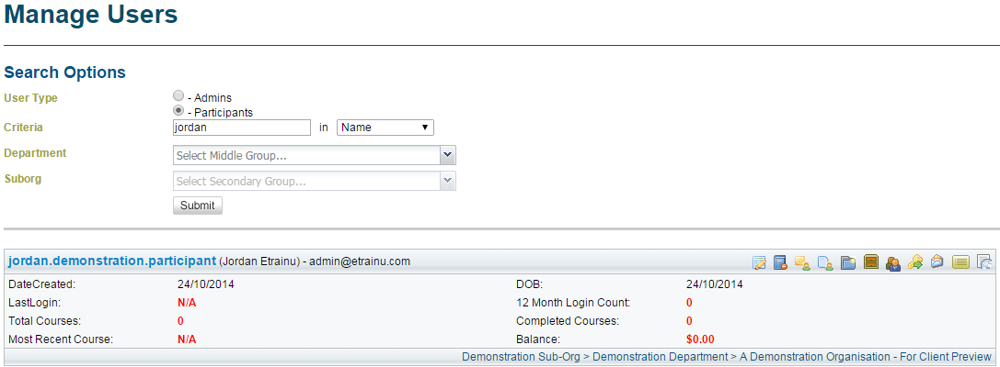 Manage Users
Search Options
User Type
- Admins
- Participants
Criteria jordan in Name
Department Select Middle Group...
Suborg Select Secondary Group...
Submit
jordan.demonstration.participant (Jordan Etrainu) - admin@etrainu.com
DateCreated: 24/10/2014 DOB: 24/10/2014
LastLogin: N/A 12 Month Login Count: 0
Total Courses: 0 Completed Courses: 0
Most Recent Course: N/A Balance: $0.00
Demonstration Sub-Org > Demonstration Department > A Demonstration Organisation - For Client Preview